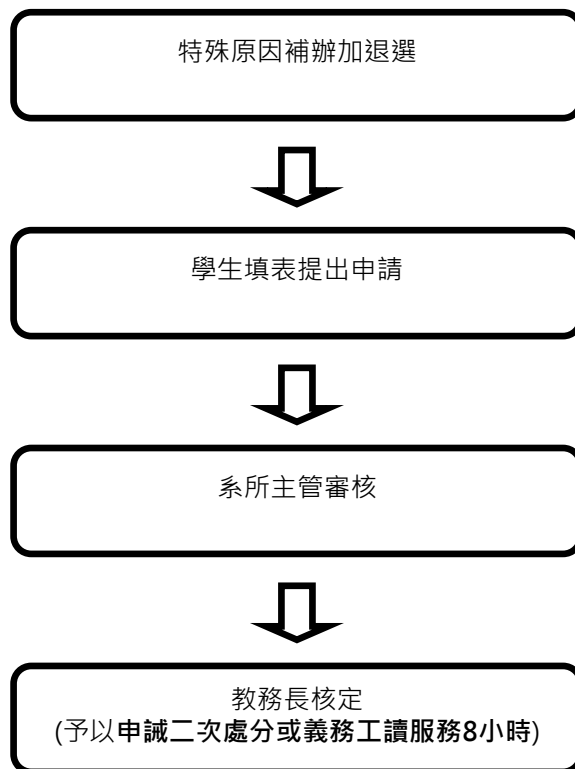 特殊原因補辦加退選
學生填表提出申請
系所主管審核
教務長核定
(予以申誡二次處分或義務工讀服務8小時)